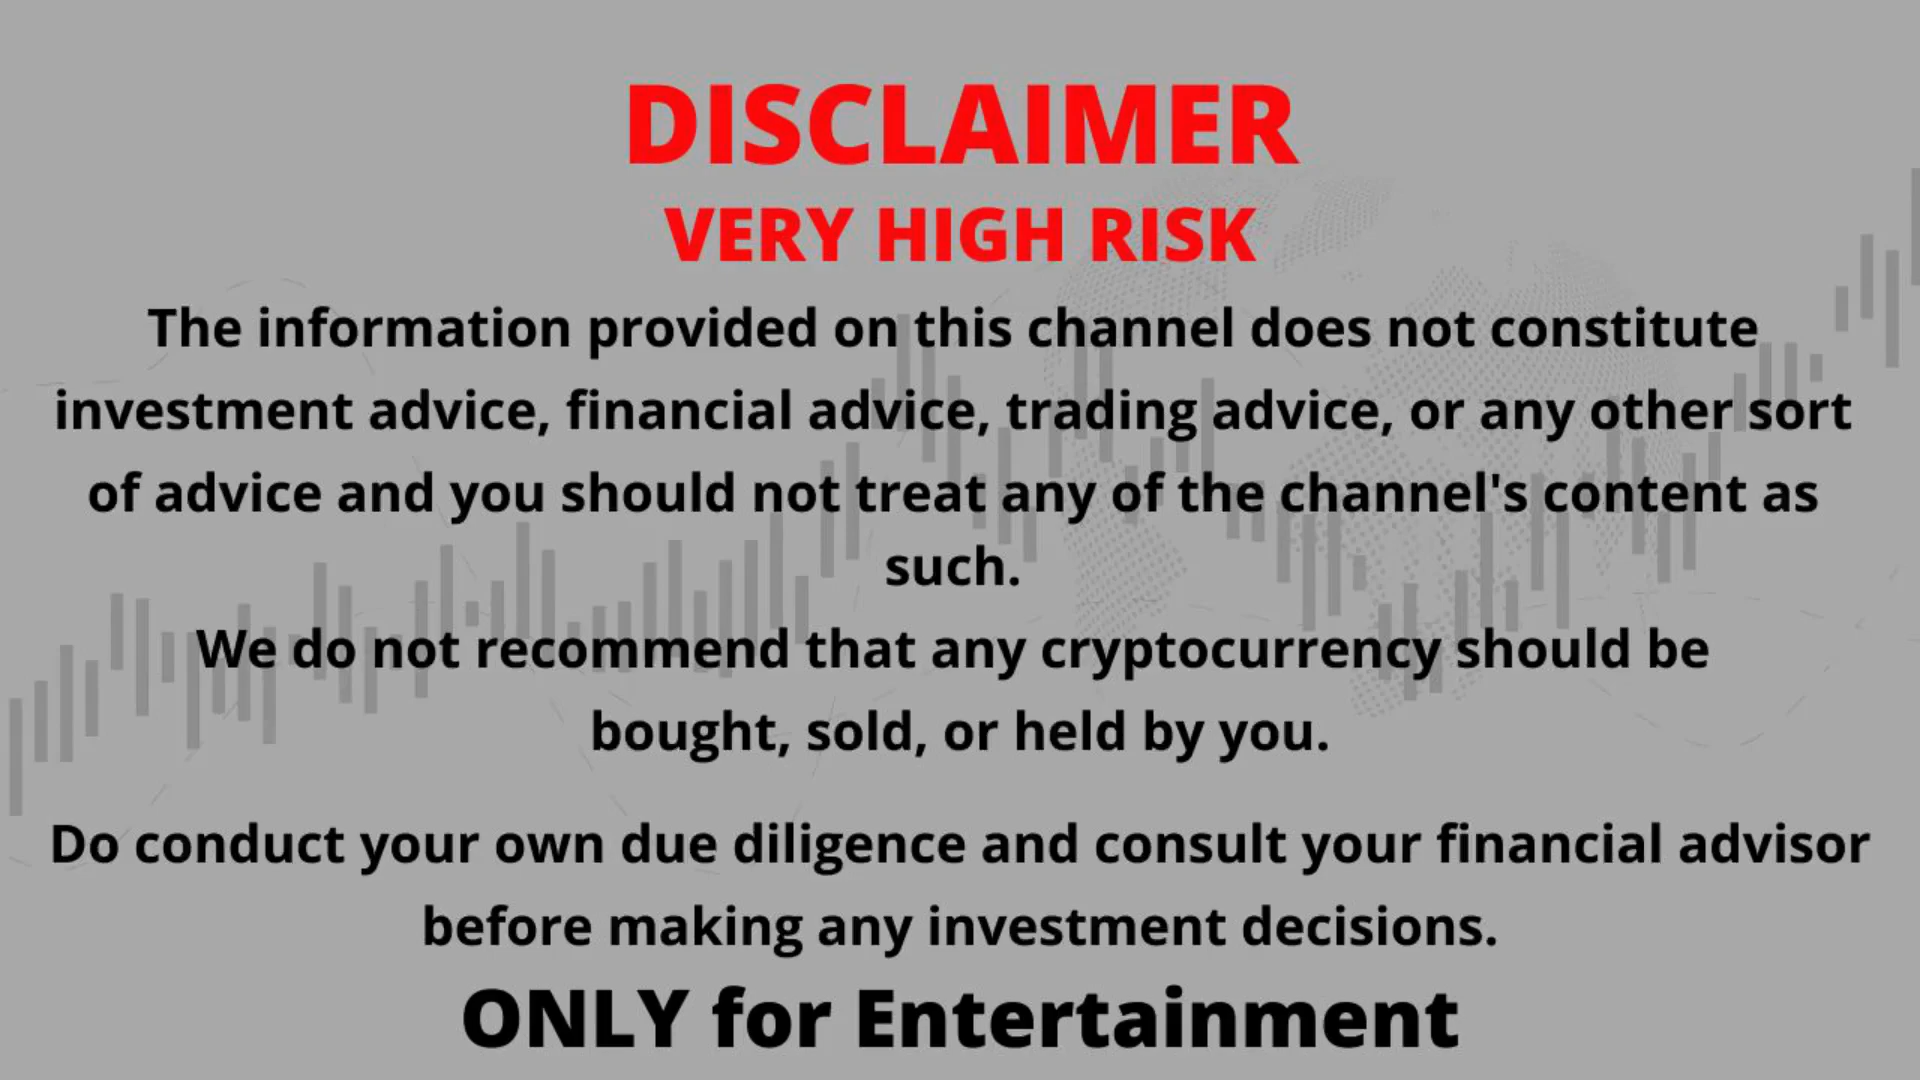 DISCLAIMER
VERY HIGH RISK
The information provided on this channel does not constitute
investment advice, financial advice, trading advice, or any other sort
of advice and you should not treat any of the channel's content as
such.
We do not recommend that any cryptocurrency should be
bought, sold, or held by you.
Do conduct your own due diligence and consult your financial advisor
before making any investment decisions.
ONLY for Entertainment